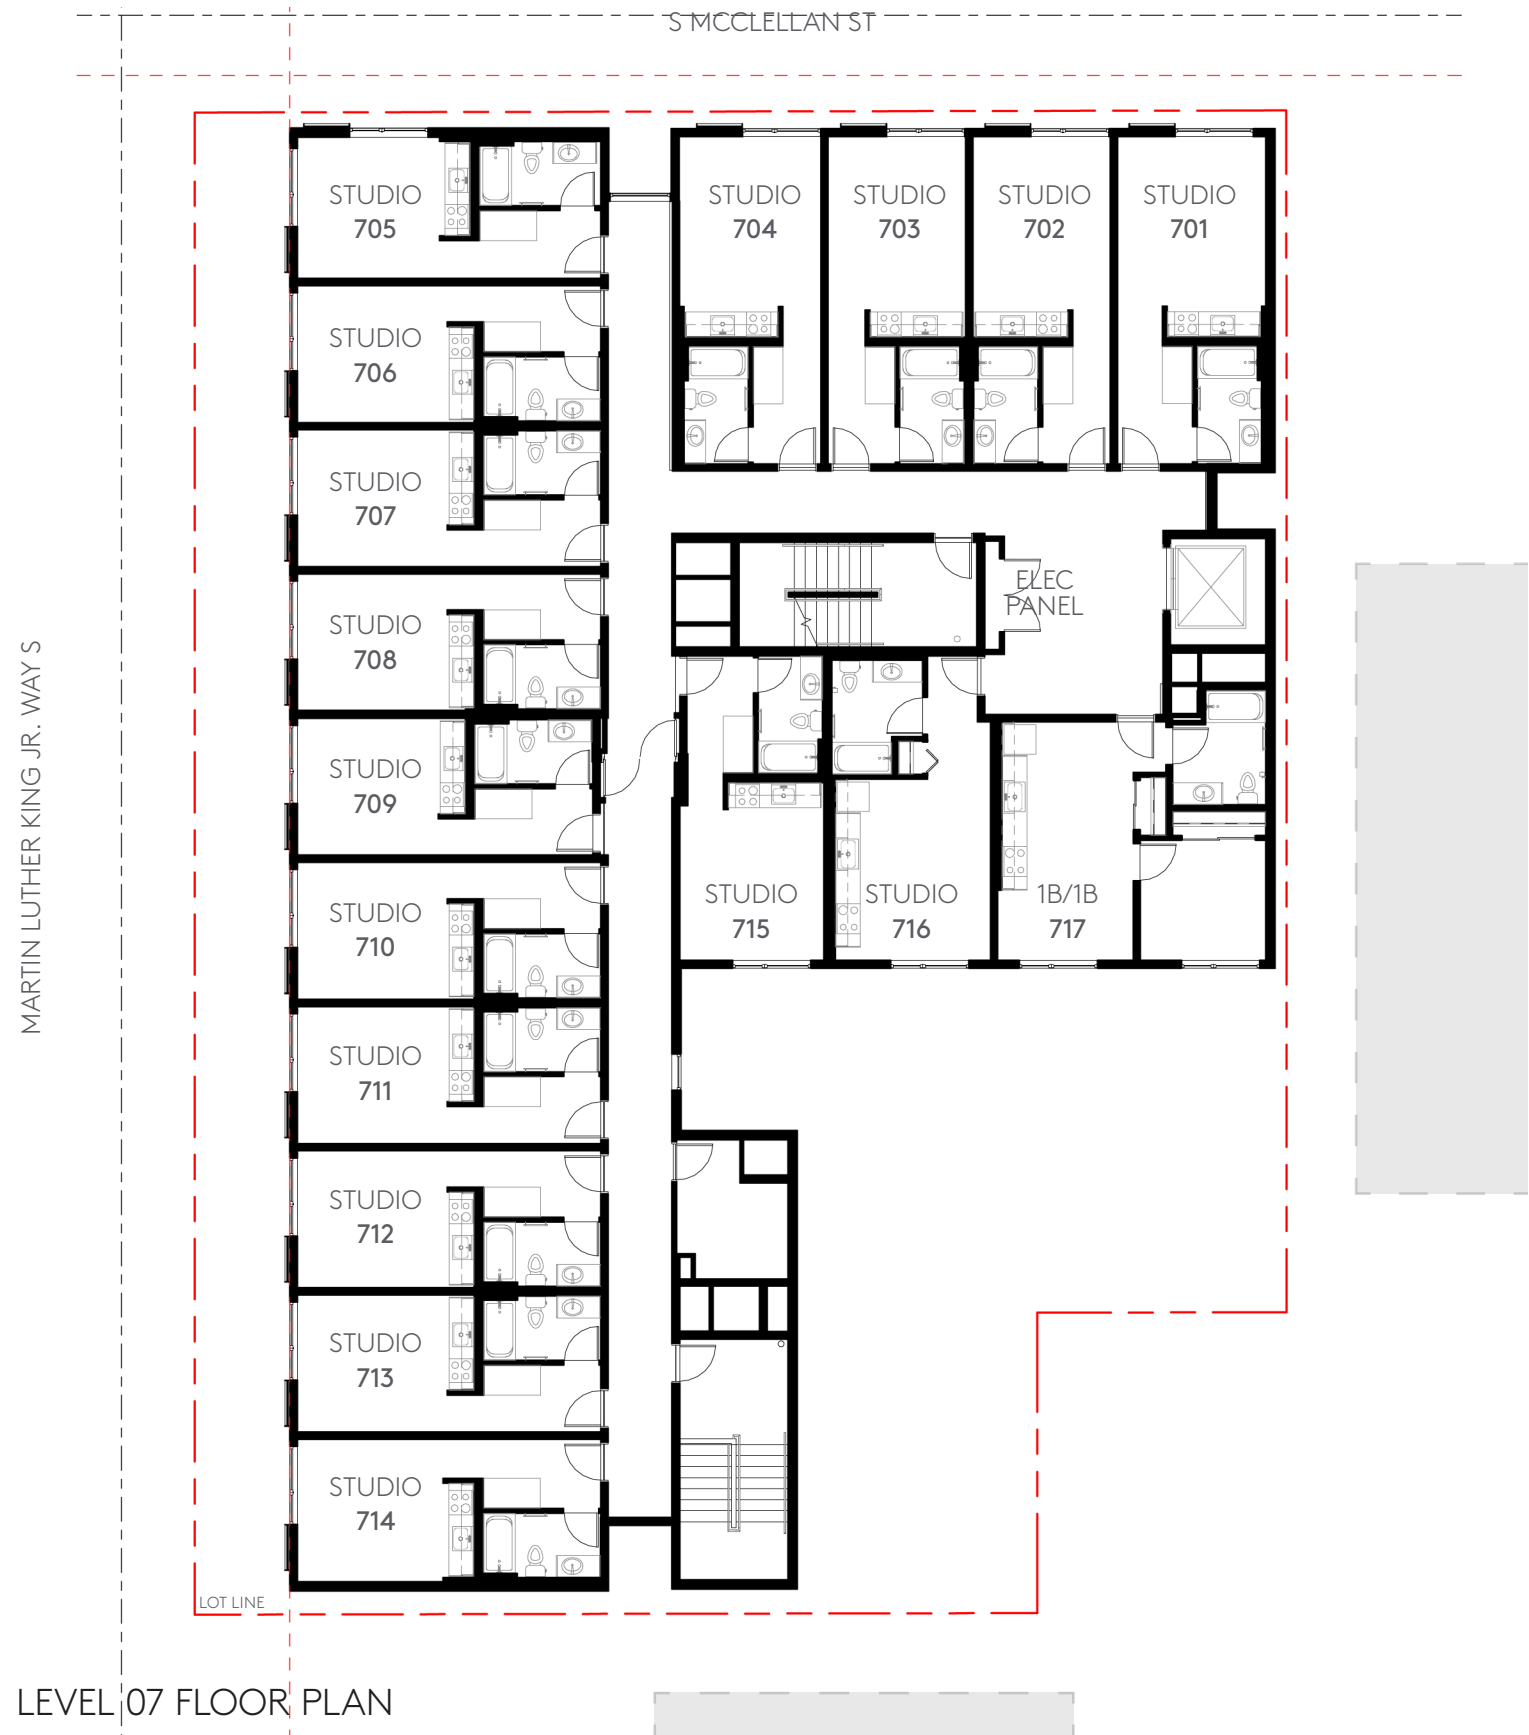 S MCCLELLAN ST
STUDIO
705
STUDIO
704
STUDIO
703
STUDIO
702
STUDIO
701
STUDIO
706
STUDIO
707
STUDIO
708
ELEC
PANEL
MARTIN LUTHER KING JR. WAY S
STUDIO
709
STUDIO
710
STUDIO
715
STUDIO
716
1B/1B
717
STUDIO
711
STUDIO
712
STUDIO
713
STUDIO
714
LOT LINE
LEVEL 07 FLOOR PLAN